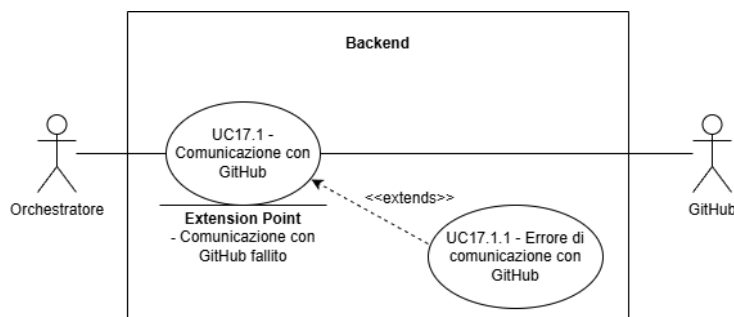 Backend
UC17.1 -
Comunicazione con
GitHub
<<extends>>
Orchestratore
GitHub
Extension Point
- Comunicazione con
GitHub fallito
UC17.1.1 - Errore di
comunicazione con
GitHub